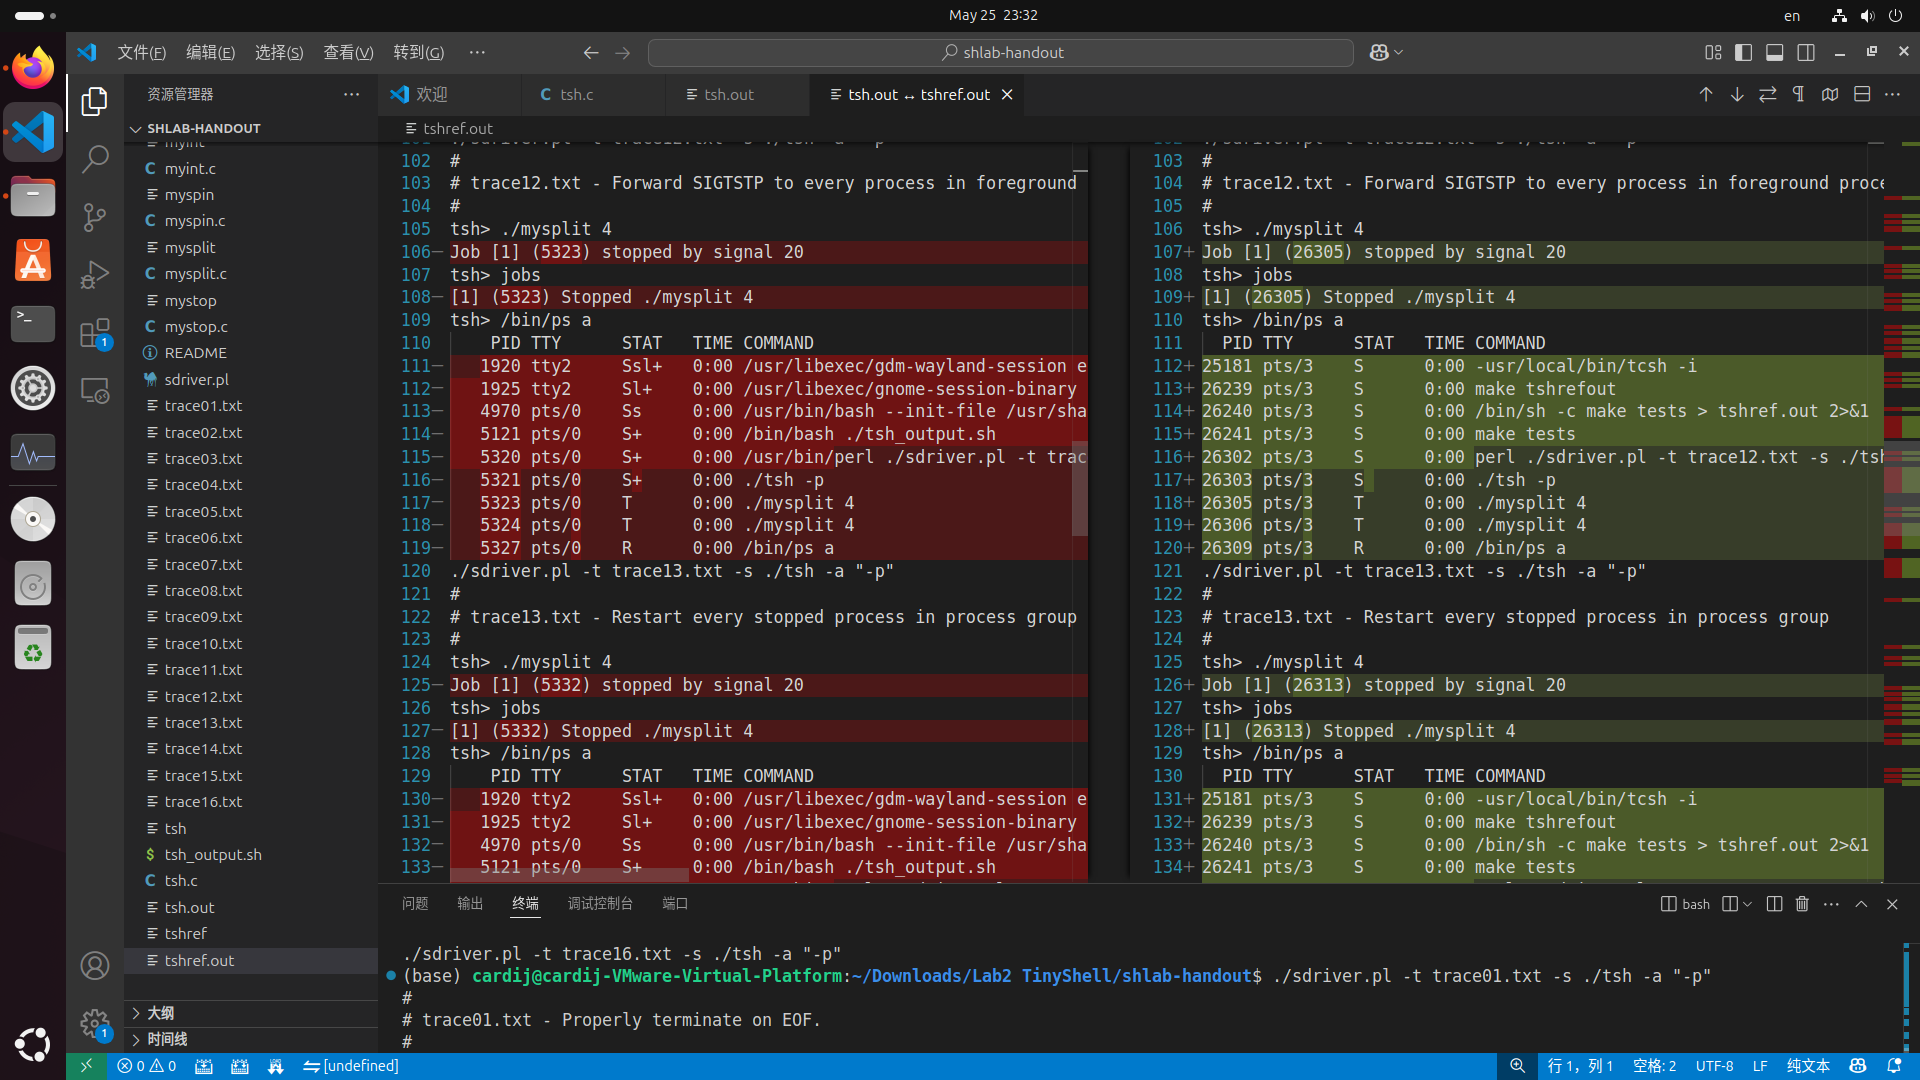 May 25 23:32
en
文件(F) 编辑(E) 选择(S) 查看(V) 转到(G) ···
shlab-handout
资源管理器
欢迎
tsh.c
tsh.out
tsh.out ↔ tshref.out
SHLAB-HANDOUT
tshref.out
myint
myint.c
myspin
myspin.c
mysplit
mysplit.c
mystop
mystop.c
README
sdriver.pl
trace01.txt
trace02.txt
trace03.txt
trace04.txt
trace05.txt
trace06.txt
trace07.txt
trace08.txt
trace09.txt
trace10.txt
trace11.txt
trace12.txt
trace13.txt
trace14.txt
trace15.txt
trace16.txt
tsh
tsh_output.sh
tsh.c
tsh.out
tshref
tshref.out
大纲
时间线
102 #
103 # trace12.txt - Forward SIGTSTP to every process in foreground
104 #
105 tsh> ./mysplit 4
106— Job [1] (5323) stopped by signal 20
107 tsh> jobs
108— [1] (5323) Stopped ./mysplit 4
109 tsh> /bin/ps a
110 PID TTY STAT TIME COMMAND
111— 1920 tty2 Ssl+ 0:00 /usr/libexec/gdm-wayland-session e
112— 1925 tty2 Sl+ 0:00 /usr/libexec/gnome-session-binary
113— 4970 pts/0 Ss 0:00 /usr/bin/bash --init-file /usr/sha
114— 5121 pts/0 S+ 0:00 /bin/bash ./tsh_output.sh
115— 5320 pts/0 S+ 0:00 /usr/bin/perl ./sdriver.pl -t trac
116— 5321 pts/0 S+ 0:00 ./tsh -p
117— 5323 pts/0 T 0:00 ./mysplit 4
118— 5324 pts/0 T 0:00 ./mysplit 4
119— 5327 pts/0 R 0:00 /bin/ps a
120 ./sdriver.pl -t trace13.txt -s ./tsh -a "-p"
121 #
122 # trace13.txt - Restart every stopped process in process group
123 #
124 tsh> ./mysplit 4
125— Job [1] (5332) stopped by signal 20
126 tsh> jobs
127— [1] (5332) Stopped ./mysplit 4
128 tsh> /bin/ps a
129 PID TTY STAT TIME COMMAND
130— 1920 tty2 Ssl+ 0:00 /usr/libexec/gdm-wayland-session e
131— 1925 tty2 Sl+ 0:00 /usr/libexec/gnome-session-binary
132— 4970 pts/0 Ss 0:00 /usr/bin/bash --init-file /usr/sha
133— 5121 pts/0 S+ 0:00 /bin/bash ./tsh_output.sh
103 #
104 # trace12.txt - Forward SIGTSTP to every process in foreground proce
105 #
106 tsh> ./mysplit 4
107+ Job [1] (26305) stopped by signal 20
108 tsh> jobs
109+ [1] (26305) Stopped ./mysplit 4
110 tsh> /bin/ps a
111 PID TTY STAT TIME COMMAND
112+ 25181 pts/3 S 0:00 -usr/local/bin/tcsh -i
113+ 26239 pts/3 S 0:00 make tshrefout
114+ 26240 pts/3 S 0:00 /bin/sh -c make tests > tshref.out 2>&1
115+ 26241 pts/3 S 0:00 make tests
116+ 26302 pts/3 S 0:00 perl ./sdriver.pl -t trace12.txt -s ./tsh
117+ 26303 pts/3 S 0:00 ./tsh -p
118+ 26305 pts/3 T 0:00 ./mysplit 4
119+ 26306 pts/3 T 0:00 ./mysplit 4
120+ 26309 pts/3 R 0:00 /bin/ps a
121 ./sdriver.pl -t trace13.txt -s ./tsh -a "-p"
122 #
123 # trace13.txt - Restart every stopped process in process group
124 #
125 tsh> ./mysplit 4
126+ Job [1] (26313) stopped by signal 20
127 tsh> jobs
128+ [1] (26313) Stopped ./mysplit 4
129 tsh> /bin/ps a
130 PID TTY STAT TIME COMMAND
131+ 25181 pts/3 S 0:00 -usr/local/bin/tcsh -i
132+ 26239 pts/3 S 0:00 make tshrefout
133+ 26240 pts/3 S 0:00 /bin/sh -c make tests > tshref.out 2>&1
134+ 26241 pts/3 S 0:00 make tests
问题 输出 终端 调试控制台 端口
bash
./sdriver.pl -t trace16.txt -s ./tsh -a "-p"
(base) cardij@cardij-VMware-Virtual-Platform:~/Downloads/Lab2 TinyShell/shlab-handout$ ./sdriver.pl -t trace01.txt -s ./tsh -a "-p"
#
# trace01.txt - Properly terminate on EOF.
#
0 0 [undefined] 行 1，列 1 空格: 2 UTF-8 LF 纯文本
1
1